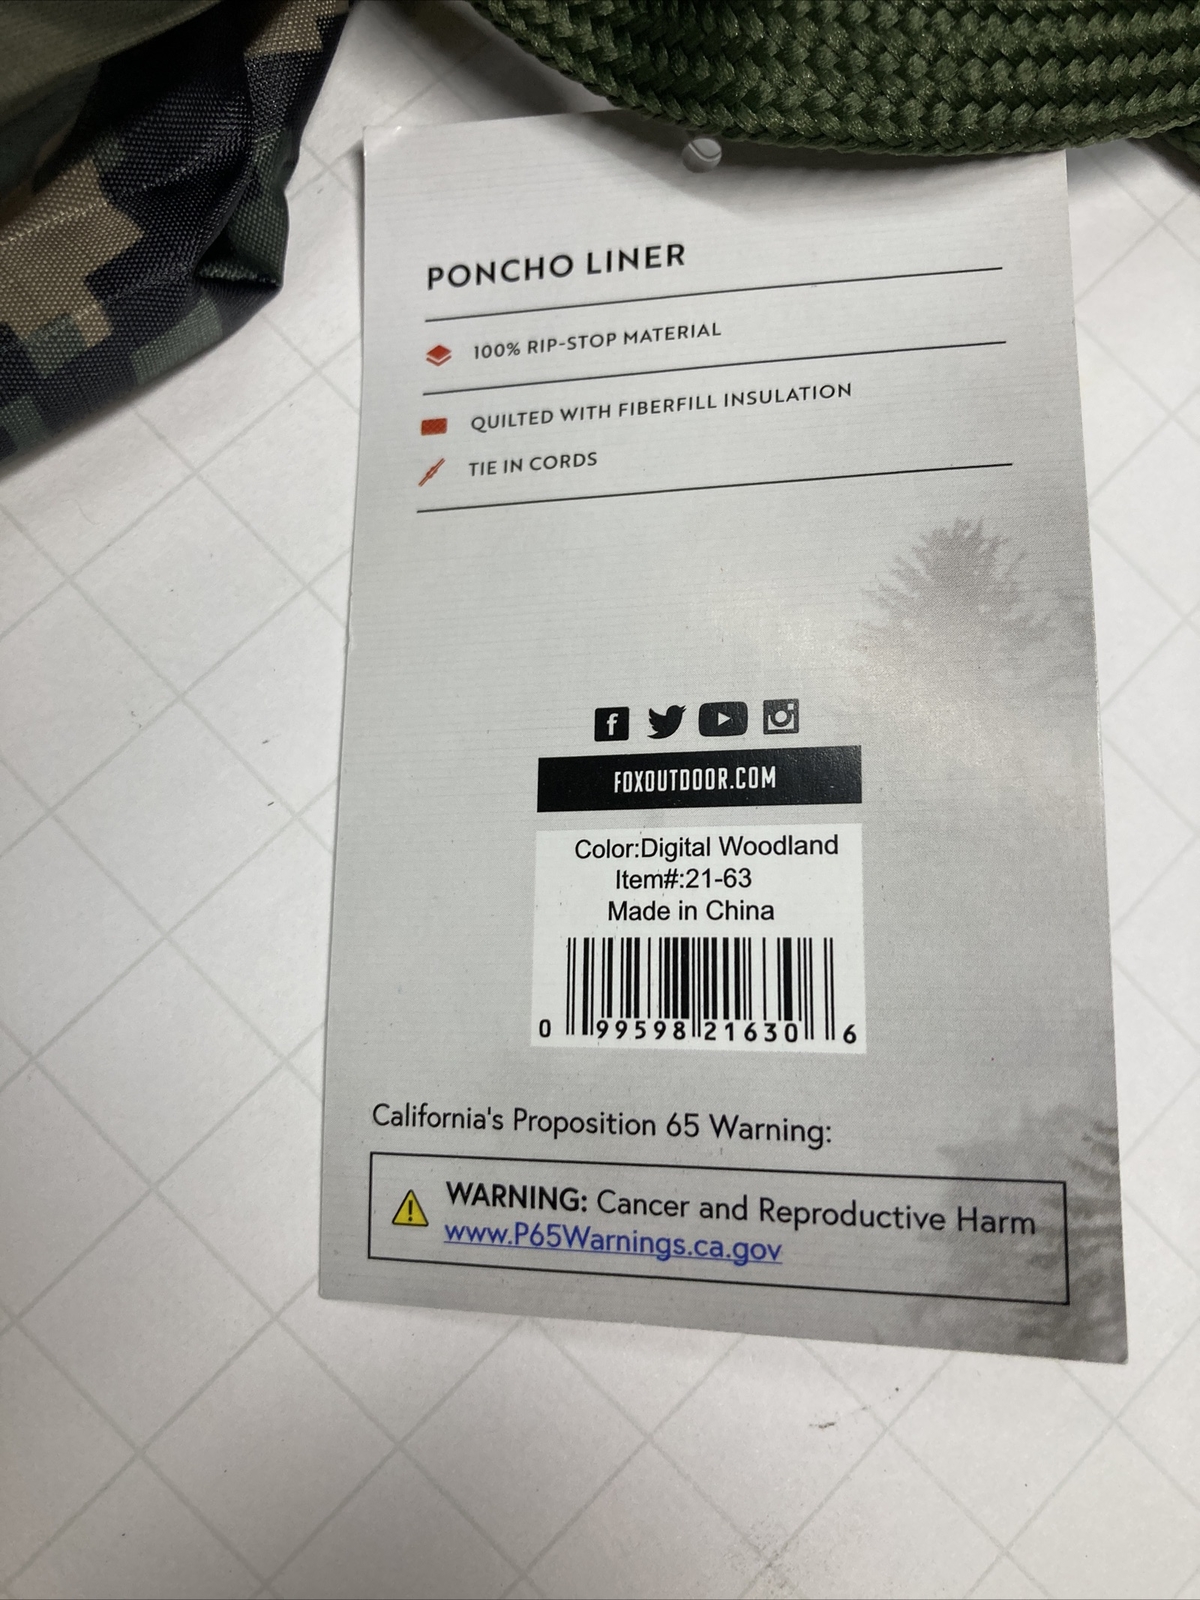 PONCHO LINER
100% RIP-STOP MATERIAL
QUILTED WITH FIBERFILL INSULATION
TIE IN CORDS
FOXOUTDOOR.COM
Color:Digital Woodland
Item#:21-63
Made in China
0 99598 21630 6
California's Proposition 65 Warning:
WARNING: Cancer and Reproductive Harm
www.P65Warnings.ca.gov